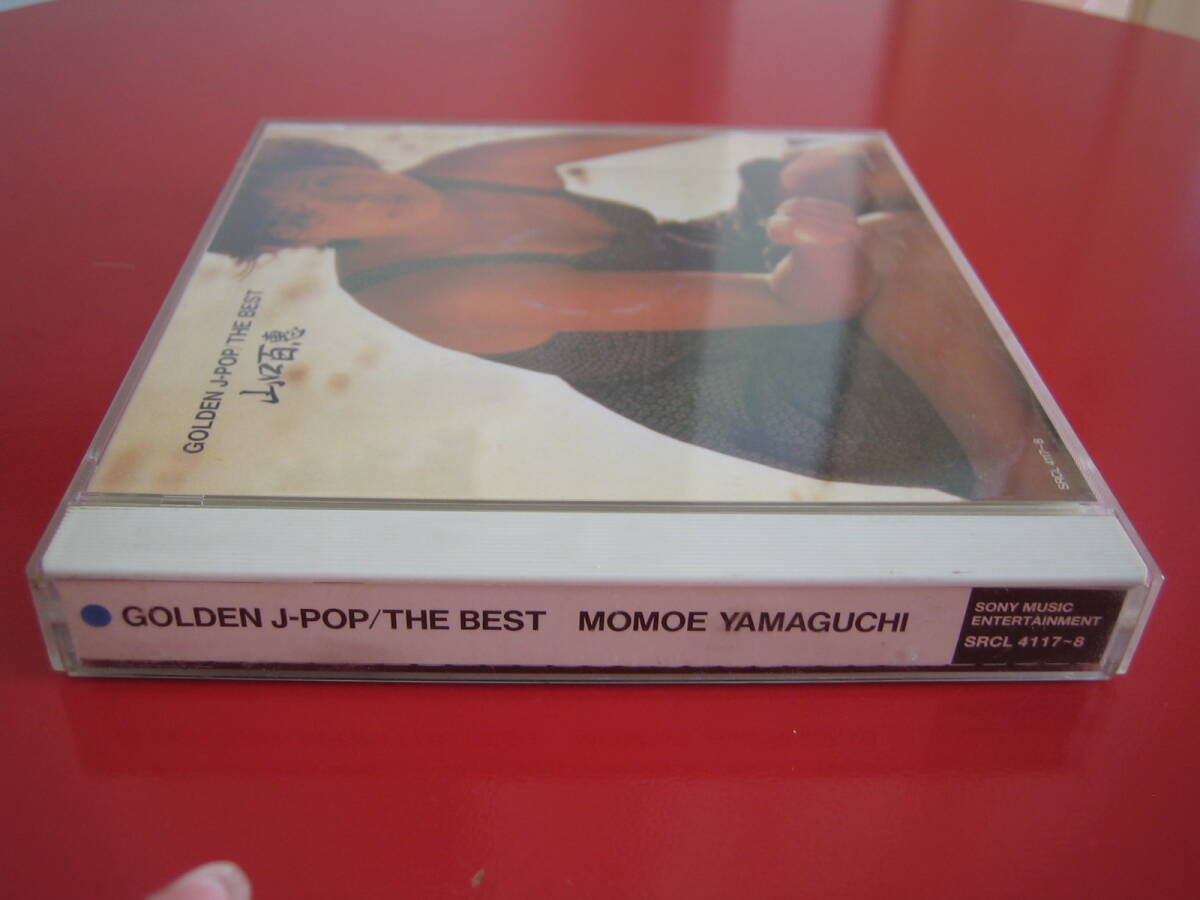 GOLDEN J-POP/THE BEST
山口百恵
SRCL 4117~8
GOLDEN J-POP/THE BEST MOMOE YAMAGUCHI
SONY MUSIC
ENTERTAINMENT
SRCL 4117~8